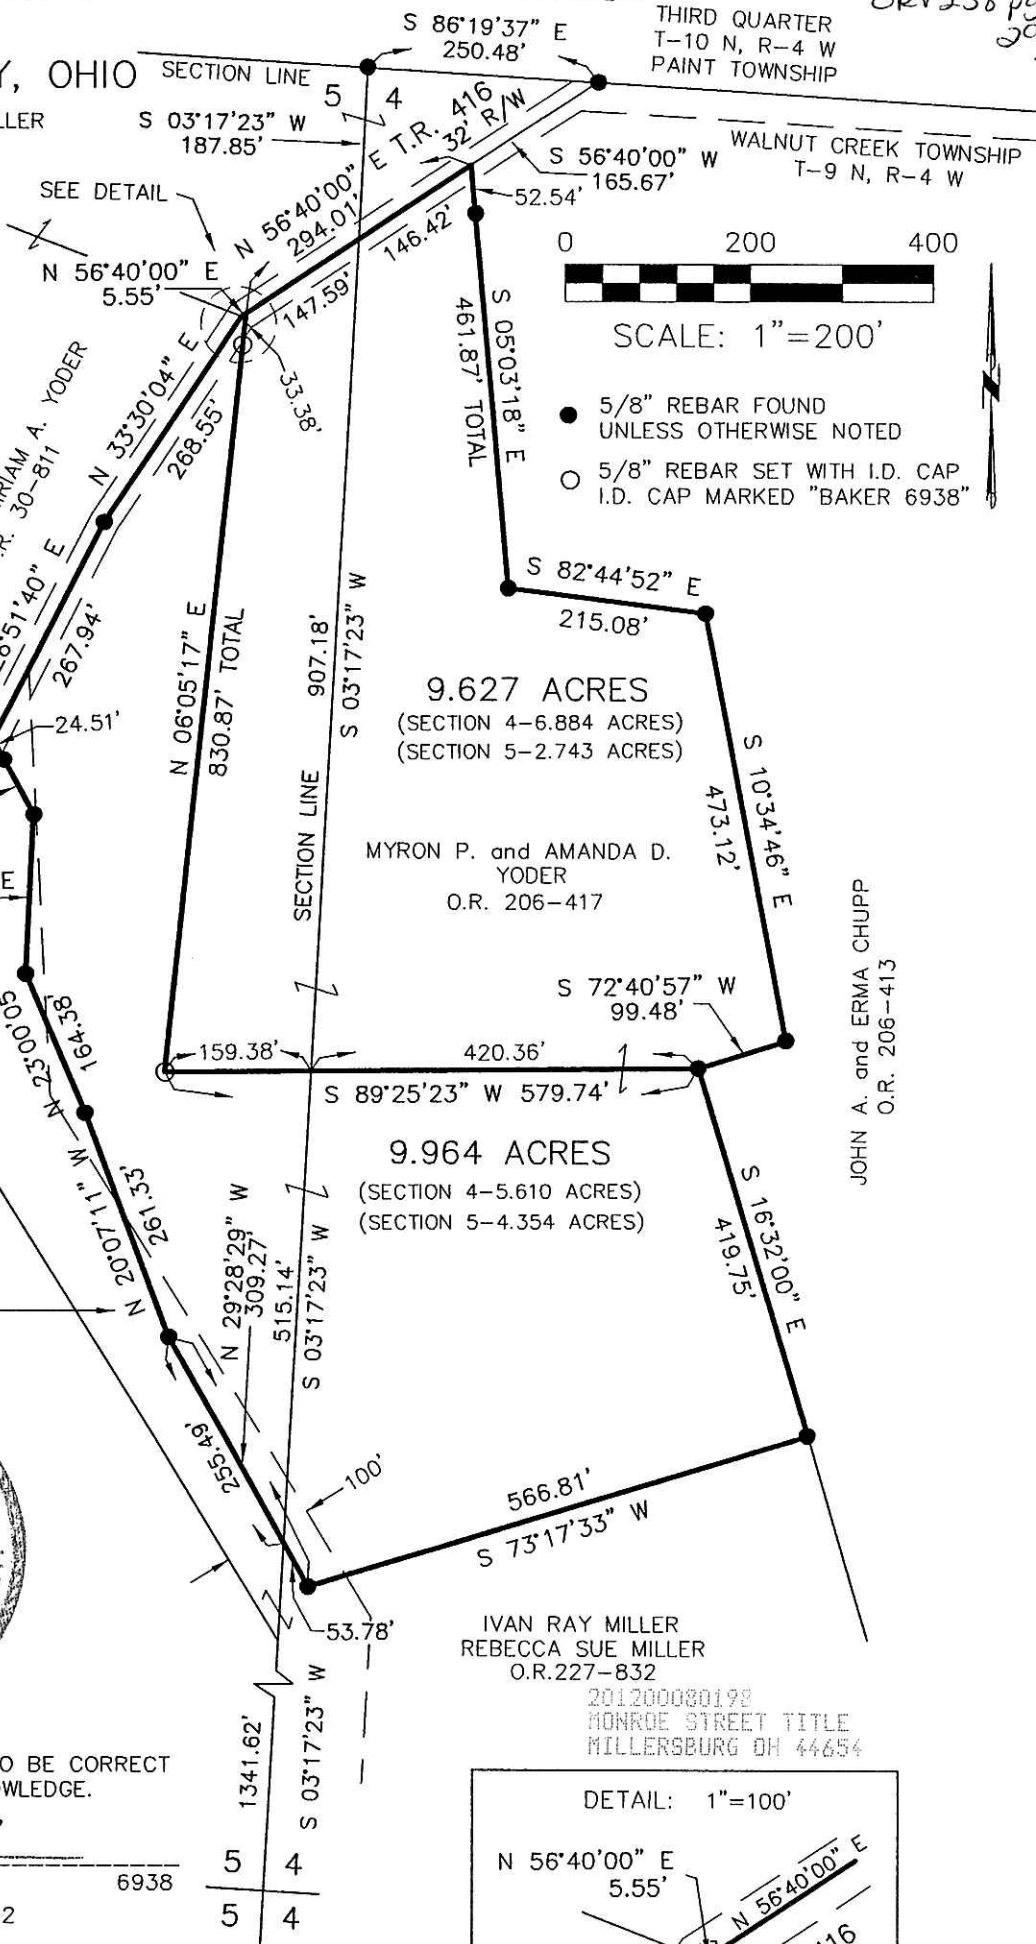 S 86°19'37" E
250.48'
THIRD QUARTER
T-10 N, R-4 W
PAINT TOWNSHIP
Y, OHIO
SECTION LINE
5 4
LLER
S 03°17'23" W
187.85'
T.R. 416
32' R/W
WALNUT CREEK TOWNSHIP
T-9 N, R-4 W
S 56°40'00" W
165.67'
52.54'
SEE DETAIL
N 56°40'00" E
294.01'
146.42'
N 56°40'00" E
5.55'
147.59'
33.38'
0 200 400
SCALE: 1"=200'
5/8" REBAR FOUND
UNLESS OTHERWISE NOTED
5/8" REBAR SET WITH I.D. CAP
I.D. CAP MARKED "BAKER 6938"
S 05°03'18" E
461.87' TOTAL
N 33°30'04" E
268.55'
RIAM A. YODER
.R. 30-811
51'40" E
267.94'
24.51'
S 82°44'52" E
215.08'
N 06°05'17" E
830.87' TOTAL
907.18'
S 03°17'23" W
SECTION LINE
9.627 ACRES
(SECTION 4-6.884 ACRES)
(SECTION 5-2.743 ACRES)
S 10°34'46" E
473.12'
MYRON P. and AMANDA D.
YODER
O.R. 206-417
JOHN A. and ERMA CHUPP
O.R. 206-413
E
S 72°40'57" W
99.48'
159.38'
420.36'
S 89°25'23" W 579.74'
N 23°00'05
164.38'
9.964 ACRES
(SECTION 4-5.610 ACRES)
(SECTION 5-4.354 ACRES)
N 20°07'11" W
261.33'
N 29°28'29" W
309.27'
515.14'
S 03°17'23" W
S 16°32'00" E
419.75'
255.49'
100'
566.81'
S 73°17'33" W
53.78'
IVAN RAY MILLER
REBECCA SUE MILLER
O.R.227-832
201200080198
MONROE STREET TITLE
MILLERSBURG OH 44654
1341.62'
S 03°17'23" W
O BE CORRECT
WLEDGE.
6938
2
5 4
5 4
DETAIL: 1"=100'
N 56°40'00" E
5.55'
N 56°40'00" E
16